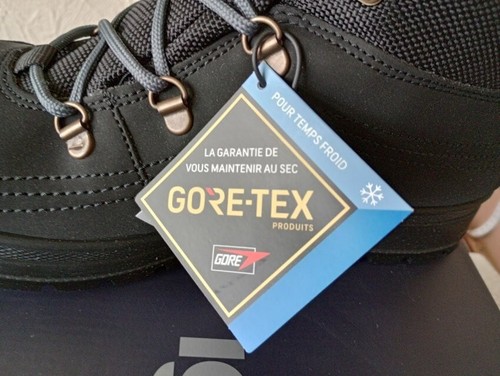 POUR TEMPS FROID
LA GARANTIE DE
VOUS MAINTENIR AU SEC
GORE-TEX
PRODUITS
GORE